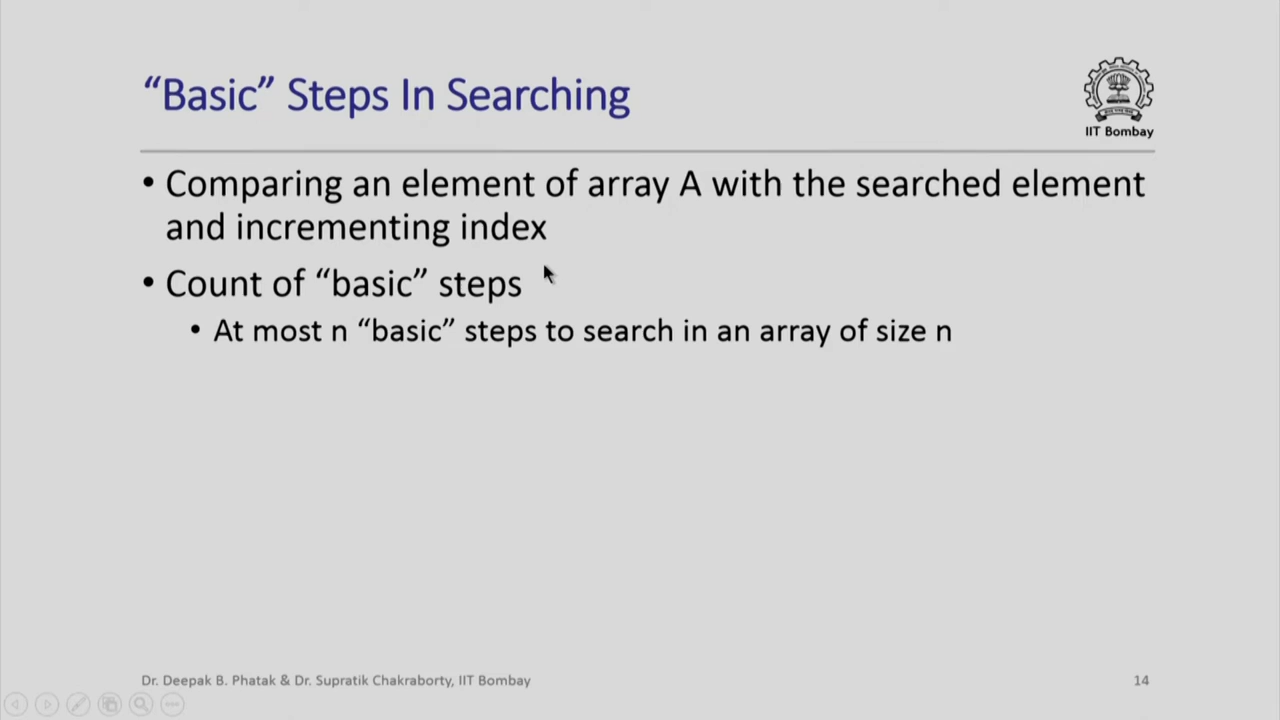 “Basic” Steps In Searching
IIT Bombay
• Comparing an element of array A with the searched element
and incrementing index
• Count of “basic” steps
• At most n “basic” steps to search in an array of size n
Dr. Deepak B. Phatak & Dr. Supratik Chakraborty, IIT Bombay
14